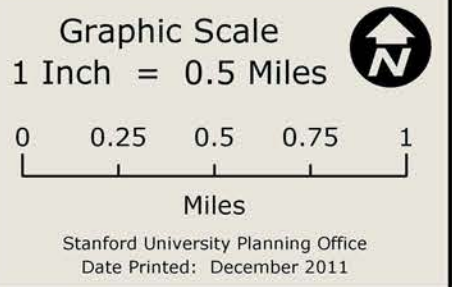 Graphic Scale
1 Inch = 0.5 Miles
N
0 0.25 0.5 0.75 1
Miles
Stanford University Planning Office
Date Printed: December 2011